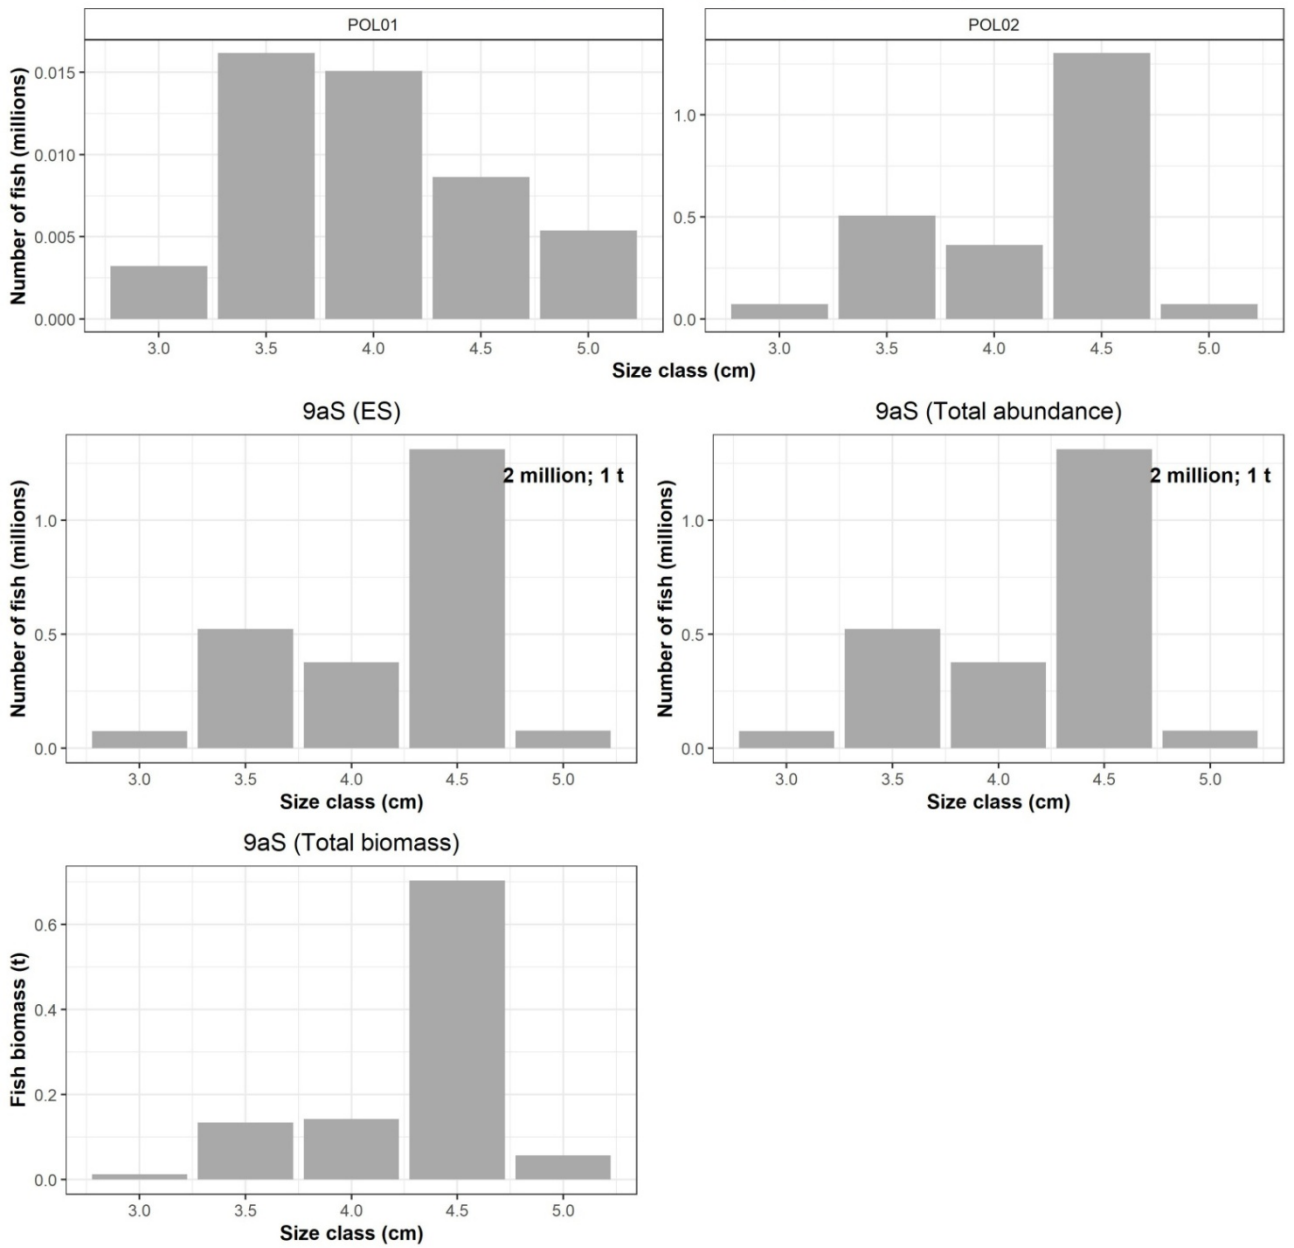 POL01
POL02
Number of fish (millions)
0.015
0.010
0.005
0.000
1.0
0.5
0.0
3.0 3.5 4.0 4.5 5.0
3.0 3.5 4.0 4.5 5.0
Size class (cm)
9aS (ES)
Number of fish (millions)
1.0
0.5
0.0
2 million; 1 t
3.0 3.5 4.0 4.5 5.0
Size class (cm)
9aS (Total abundance)
Number of fish (millions)
1.0
0.5
0.0
2 million; 1 t
3.0 3.5 4.0 4.5 5.0
Size class (cm)
9aS (Total biomass)
Fish biomass (t)
0.6
0.4
0.2
0.0
3.0 3.5 4.0 4.5 5.0
Size class (cm)